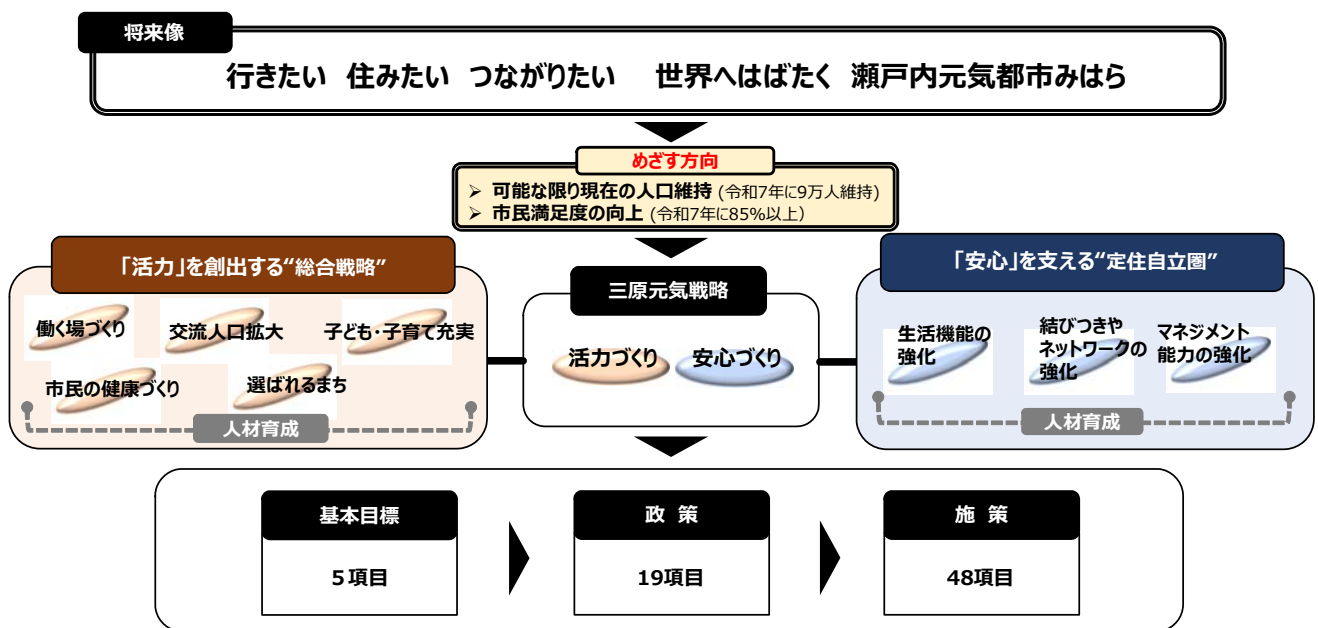 将来像
行きたい 住みたい つながりたい 世界へはばたく 瀬戸内元気都市みはら
めざす方向
➢ 可能な限り現在の人口維持 (令和7年に9万人維持)
➢ 市民満足度の向上 (令和7年に85%以上)
「活力」を創出する“総合戦略”
働く場づくり
交流人口拡大
子ども・子育て充実
市民の健康づくり
選ばれるまち
人材育成
三原元気戦略
活力づくり
安心づくり
「安心」を支える“定住自立圏”
生活機能の
強化
結びつきや
ネットワークの
強化
マネジメント
能力の強化
人材育成
基本目標
5項目
政 策
19項目
施 策
48項目